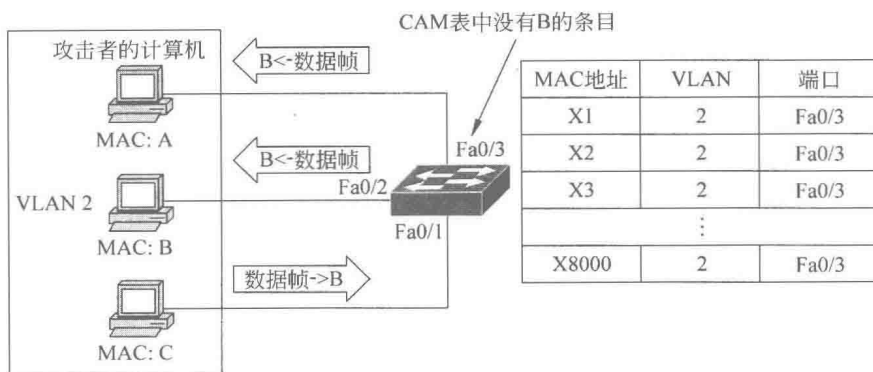 CAM表中没有B的条目
攻击者的计算机
B<-数据帧
MAC: A
B<-数据帧
Fa0/3
Fa0/2
VLAN 2
MAC: B
Fa0/1
数据帧->B
MAC: C
MAC地址 VLAN 端口
X1 2 Fa0/3
X2 2 Fa0/3
X3 2 Fa0/3
⋮
X8000 2 Fa0/3